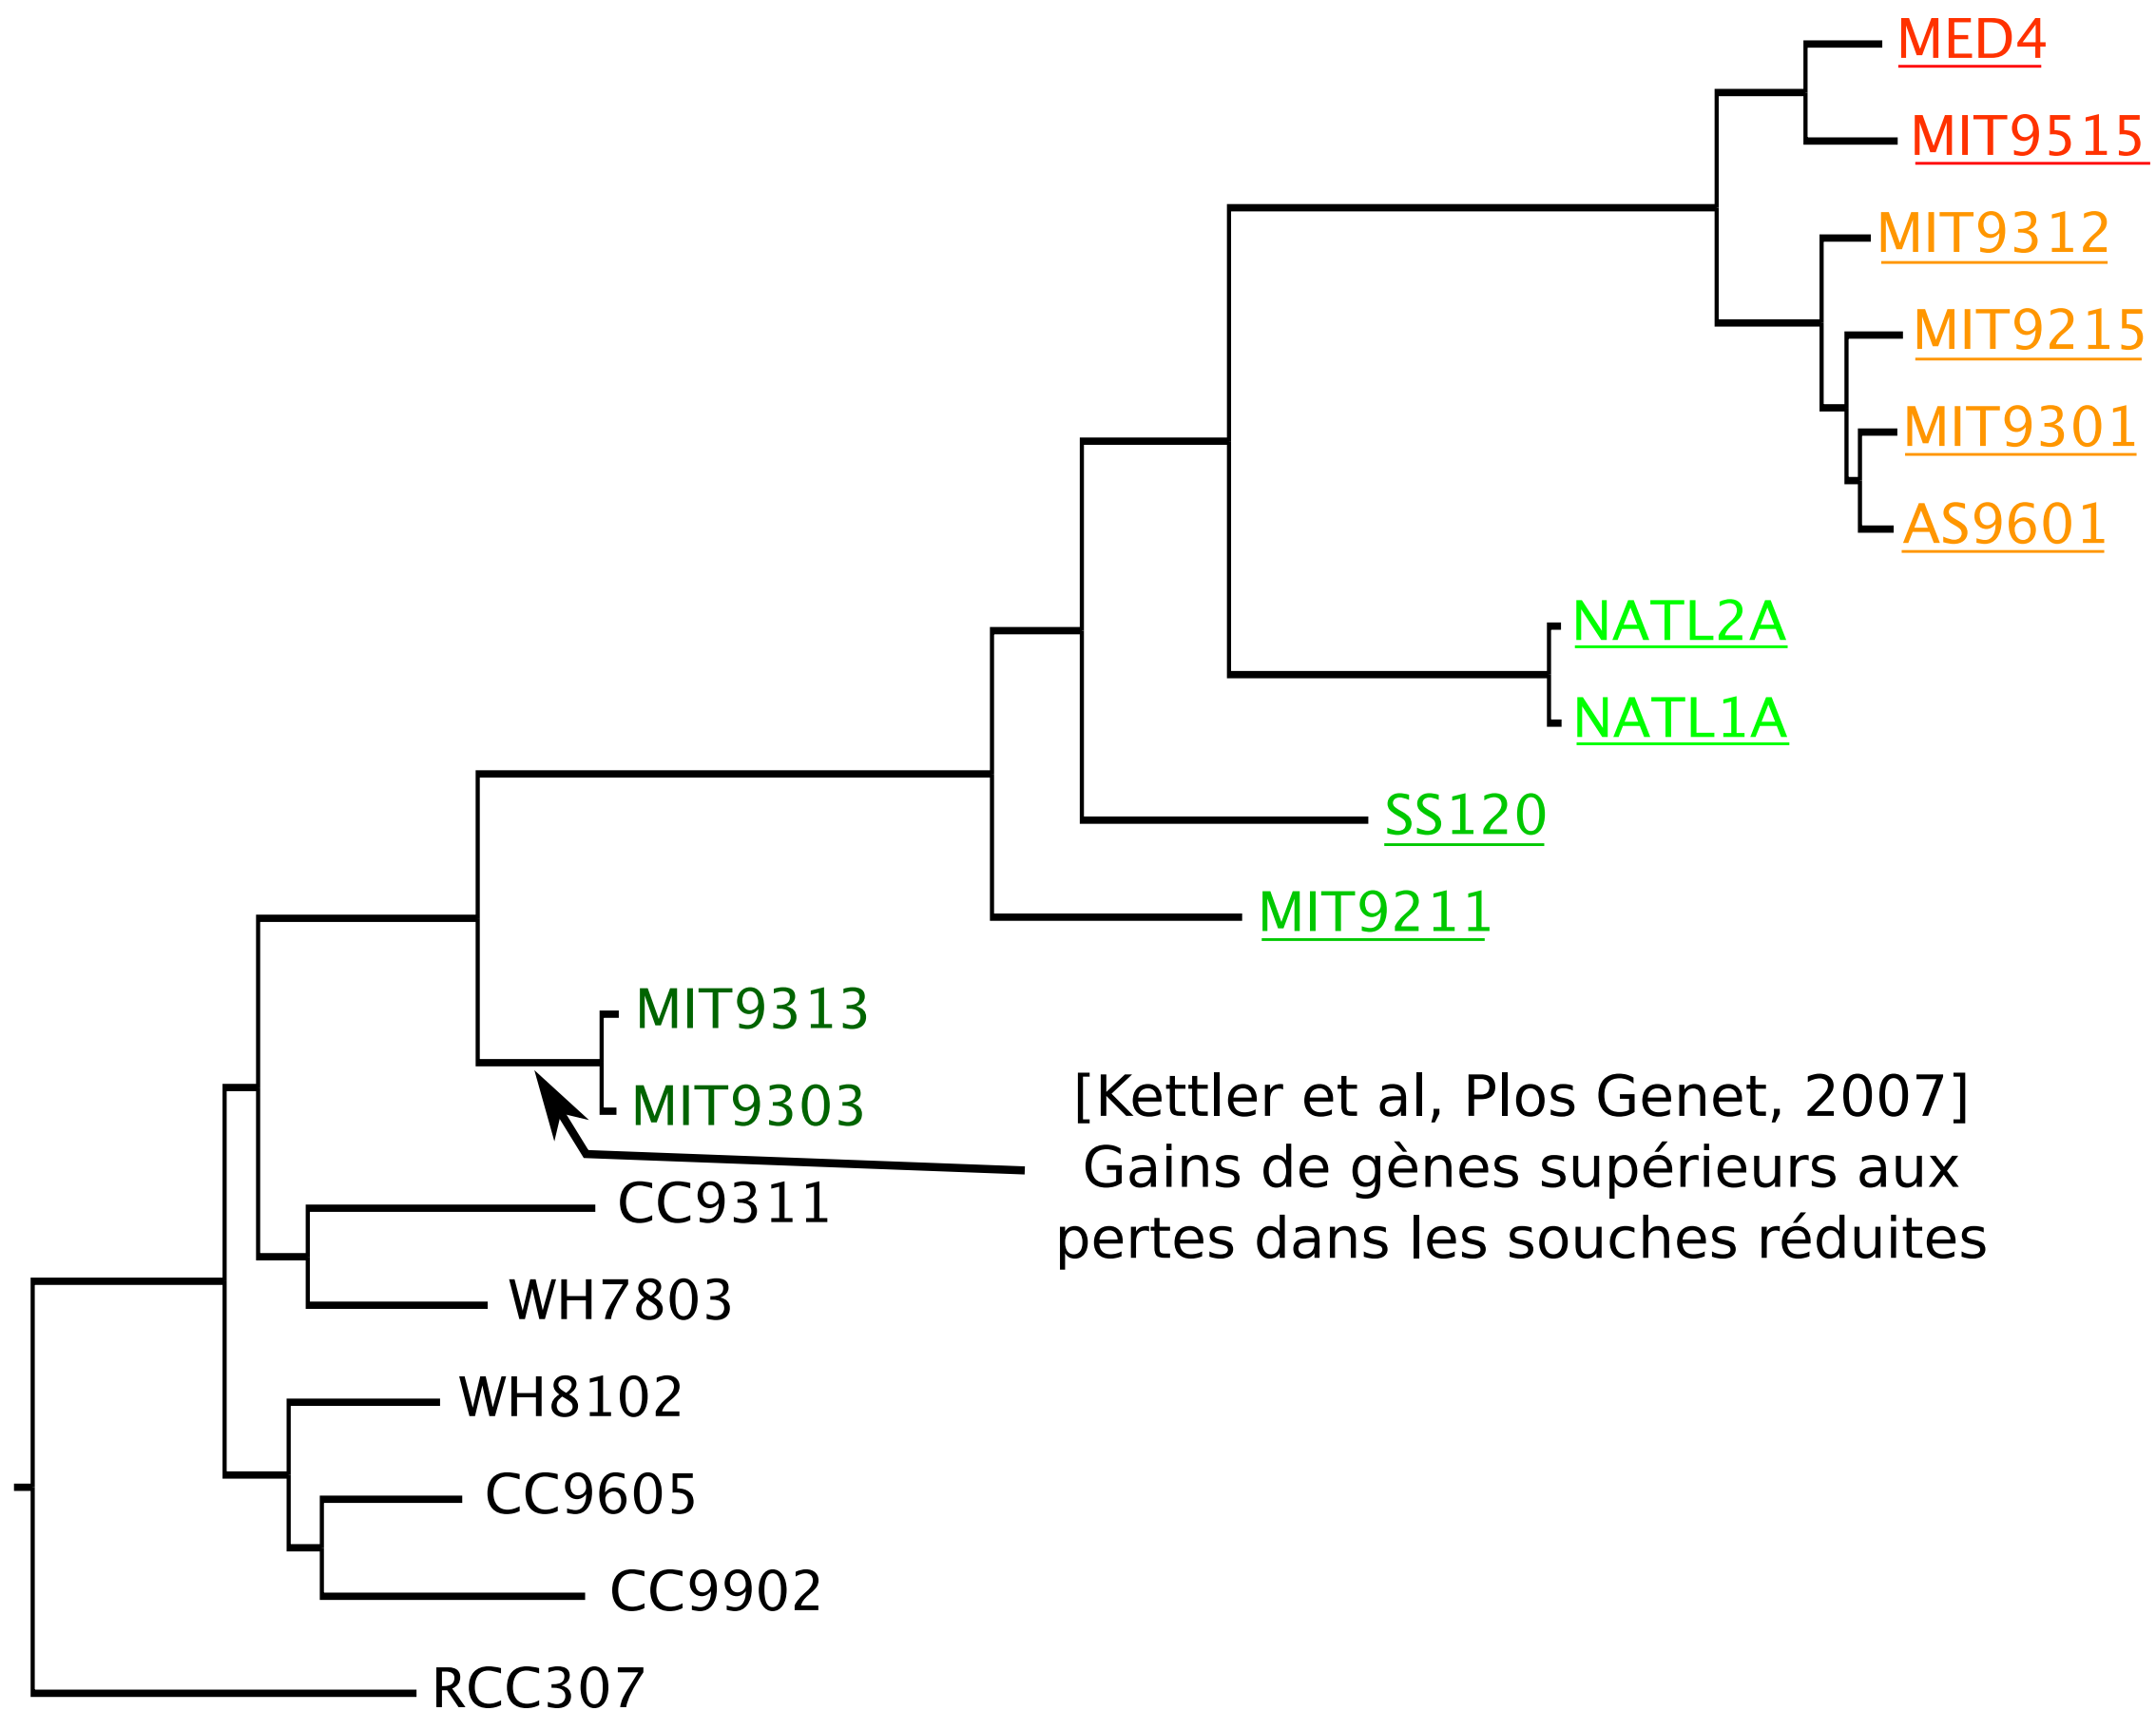 MED4
MIT9515
MIT9312
MIT9215
MIT9301
AS9601
NATL2A
NATL1A
SS120
MIT9211
MIT9313
MIT9303
[Kettler et al, Plos Genet, 2007]
Gains de gènes supérieurs aux
pertes dans les souches réduites
CC9311
WH7803
WH8102
CC9605
CC9902
RCC307